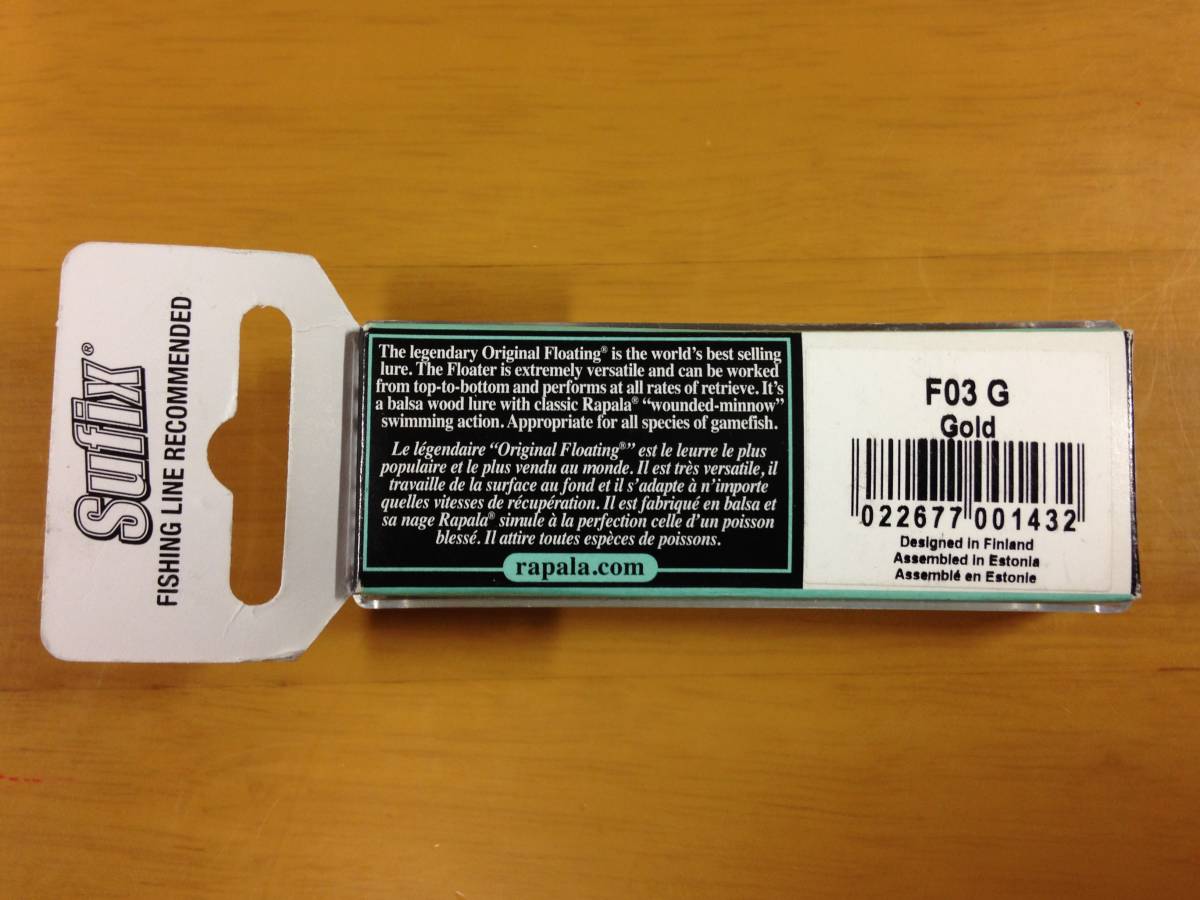 Sufix®
FISHING LINE RECOMMENDED
The legendary Original Floating® is the world's best selling
lure. The Floater is extremely versatile and can be worked
from top-to-bottom and performs at all rates of retrieve. It's
a balsa wood lure with classic Rapala® "wounded-minnow"
swimming action. Appropriate for all species of gamefish.
Le légendaire "Original Floating®" est le leurre le plus
populaire et le plus vendu au monde. Il est très versatile, il
travaille de la surface au fond et il s'adapte à n'importe
quelles vitesses de récupération. Il est fabriqué en balsa et
sa nage Rapala® simule à la perfection celle d'un poisson
blessé. Il attire toutes espèces de poissons.
rapala.com
F03 G
Gold
022677 001432
Designed in Finland
Assembled in Estonia
Assemblé en Estonie